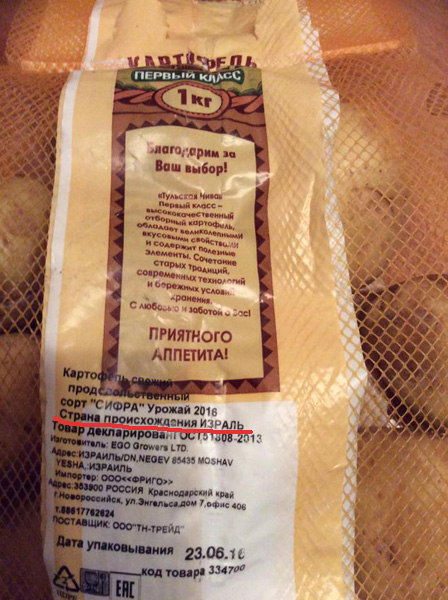 КАРТОФЕЛЬ
ПЕРВЫЙ КЛАСС
1 кг
Благодарим за
Ваш выбор!
«Тульская Нива»
Первый класс –
высококачественный
отборный картофель,
обладает великолепными
вкусовыми свойствами
и содержит полезные
элементы. Сочетание
старых традиций,
современных технологий
и бережных условий
хранения.
С любовью и заботой о Вас!
ПРИЯТНОГО
АППЕТИТА!
Картофель свежий
продовольственный
сорт "СИФРА" Урожай 2016
Страна происхождения ИЗРАЛЬ
Товар декларирован ГОСТ51808-2013
Изготовитель: EGO Growers LTD.
Адрес:ИЗРАИЛЬ/DN,NEGEV 85435 MOSHAV
YESHA,:ИЗРАИЛЬ
Импортер: ООО<<ФРИГО>>
Адрес:353900 РОССИЯ Краснодарский край
г.Новороссийск, ул.Энгельса,дом 7,офис 406
т.88617762624
ПОСТАВЩИК: ООО"ТН-ТРЕЙД"
Дата упаковывания 23.06.16
код товара 334700
EAC